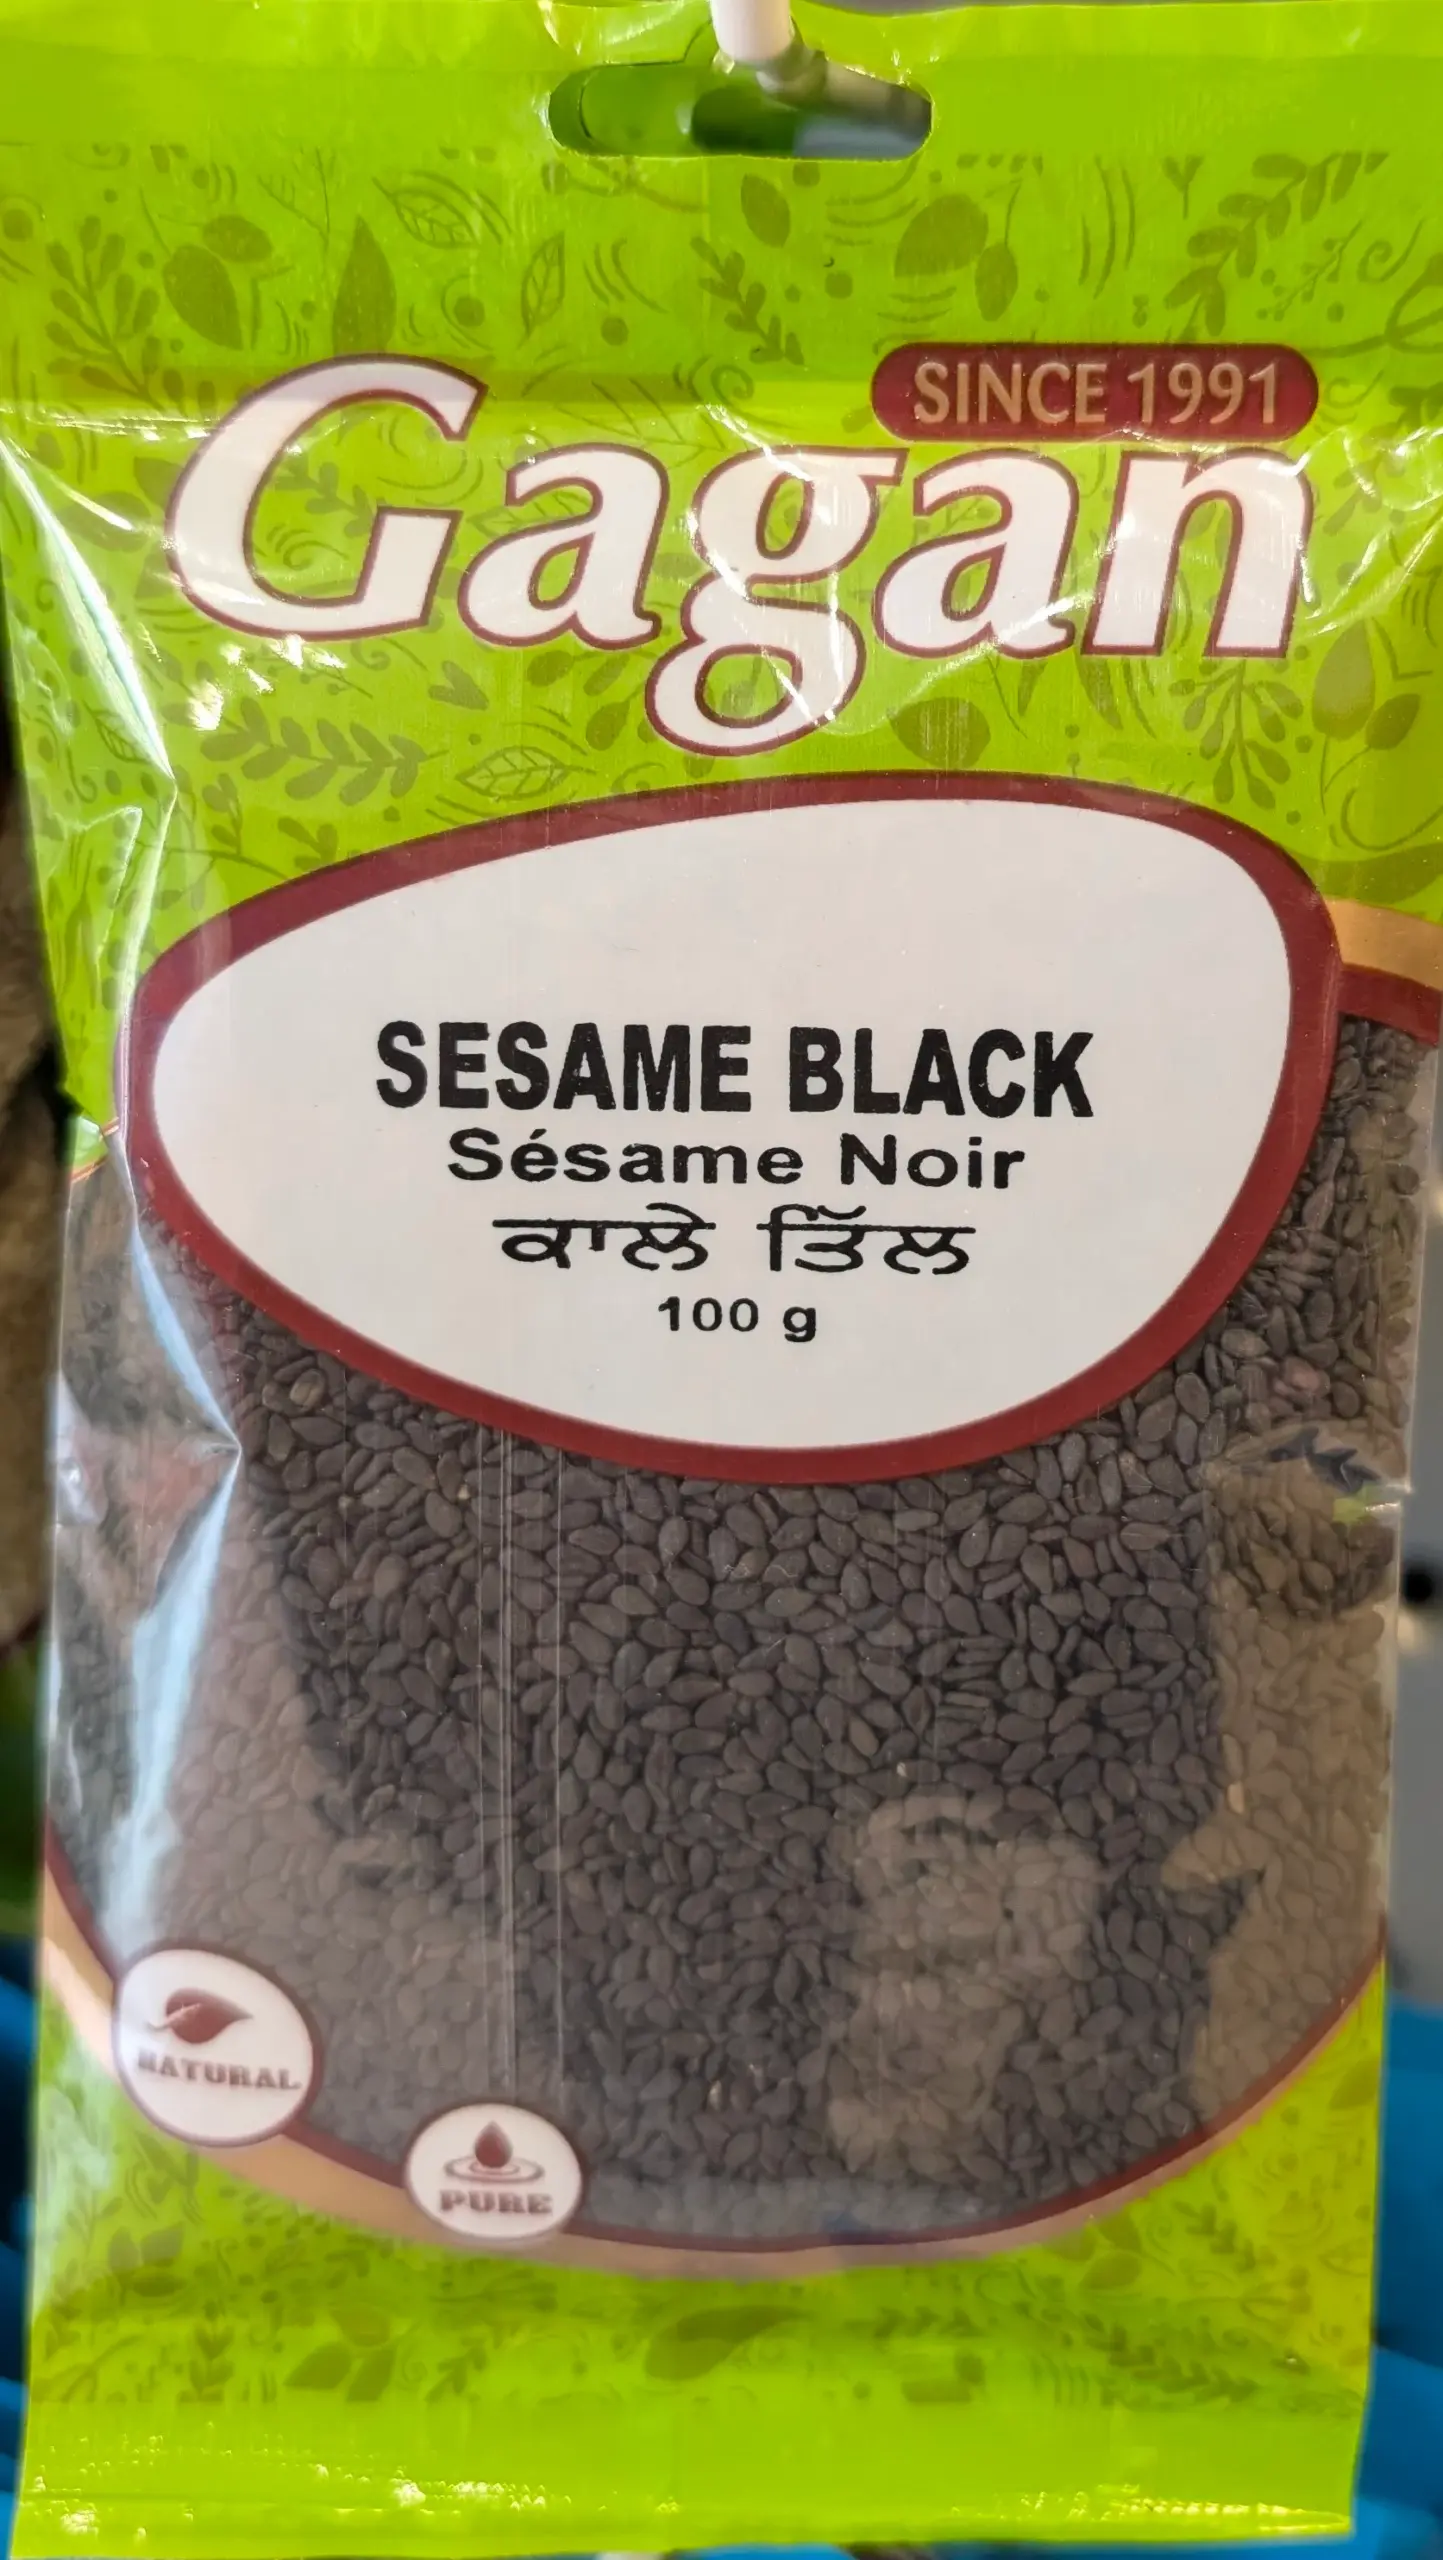 SINCE 1991
Gagan
SESAME BLACK
Sésame Noir
ਕਾਲੇ ਤਿੱਲ
100 g
NATURAL
PURE